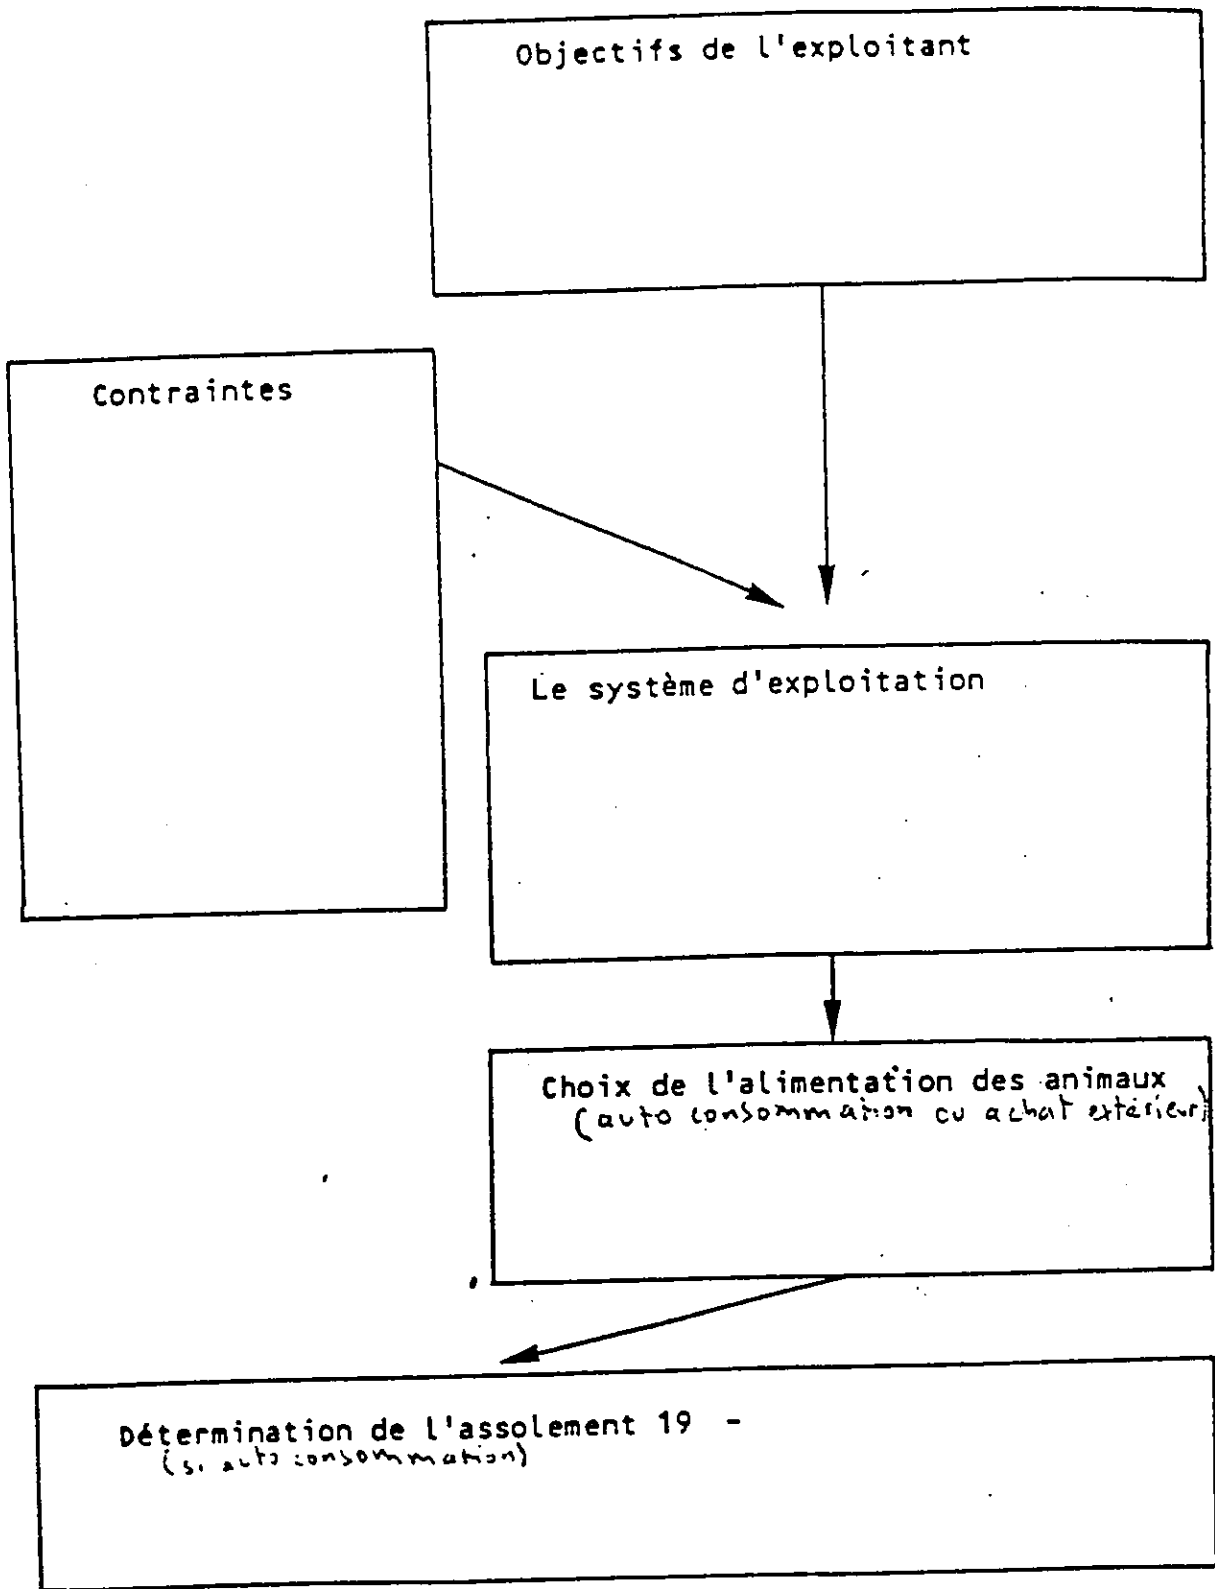 Objectifs de l'exploitant
Contraintes
Le système d'exploitation
Choix de l'alimentation des animaux
(auto consommation ou achat extérieur)
Détermination de l'assolement 19 -
(si auto consommation)